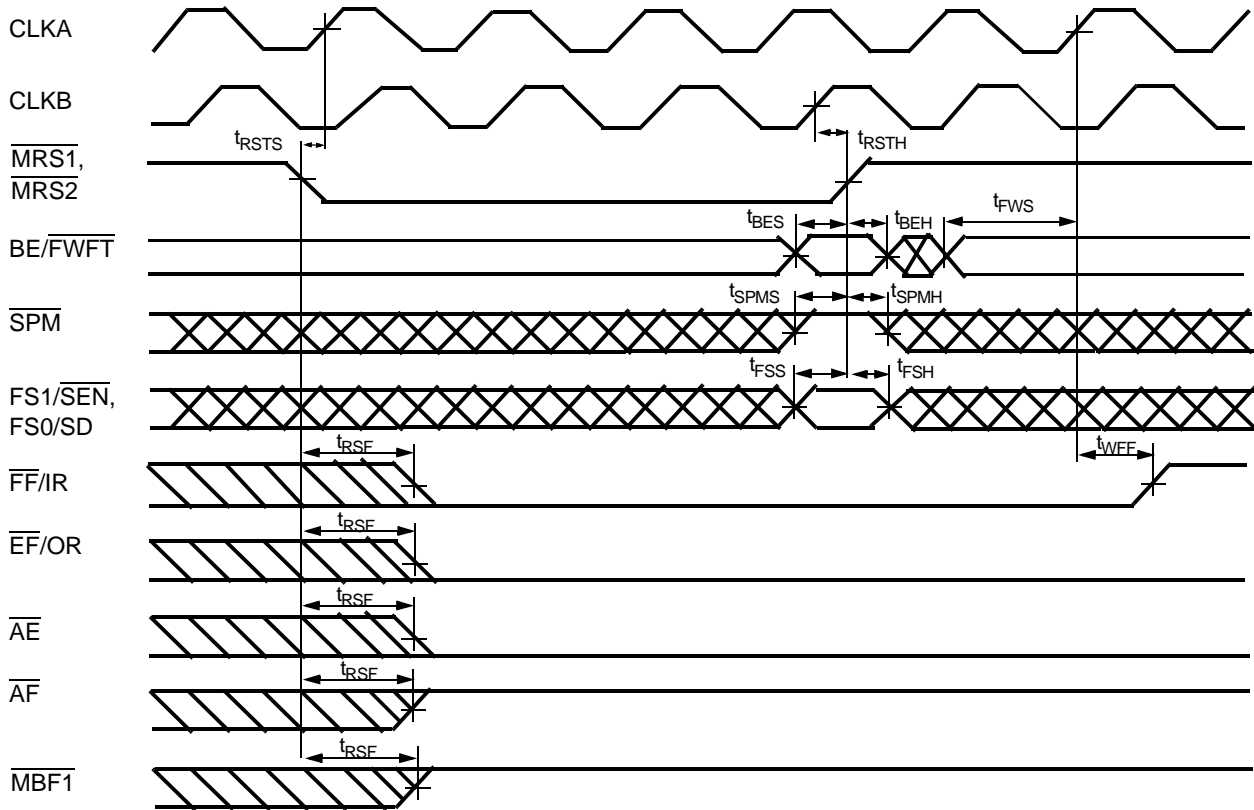 CLKA
CLKB
tRSTS
tRSTH
MRS1,
MRS2
tBES
tBEH
tFWS
BE/FWFT
tSPMS
tSPMH
SPM
tFSS
tFSH
FS1/SEN,
FS0/SD
tRSF
tWFF
FF/IR
tRSF
EF/OR
tRSF
AE
tRSF
AF
tRSF
MBF1